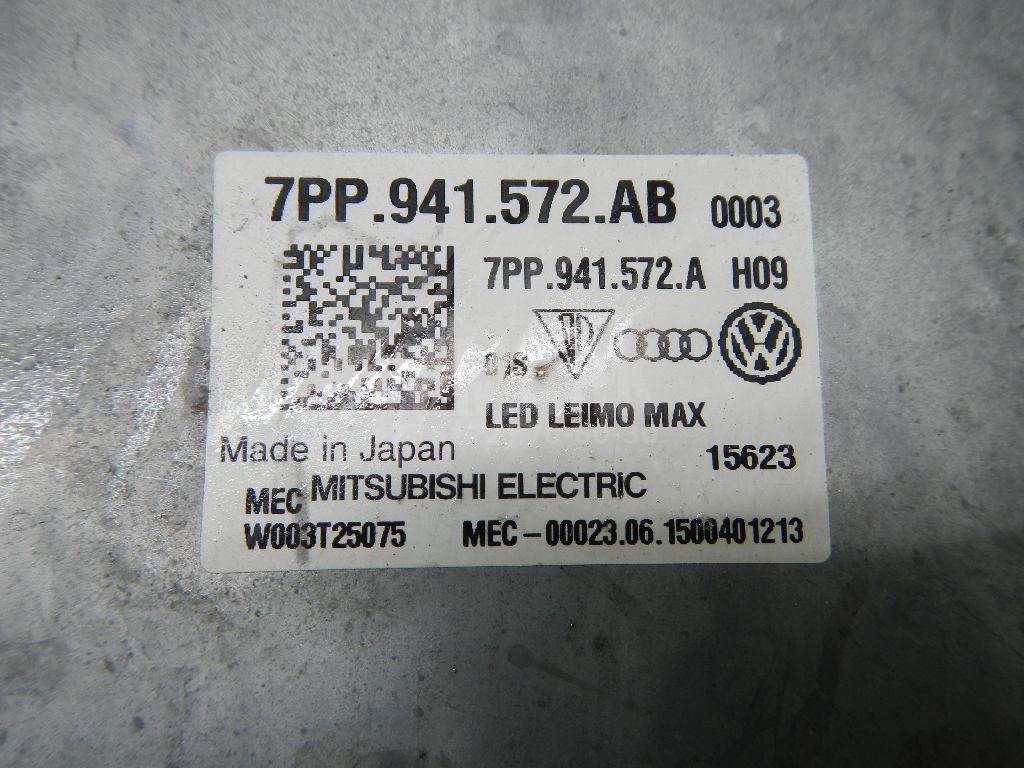 7PP.941.572.AB 0003
7PP.941.572.A H09
LED LEIMO MAX
Made in Japan 15623
MEC MITSUBISHI ELECTRIC
W003T25075 MEC-00023.06.1500401213